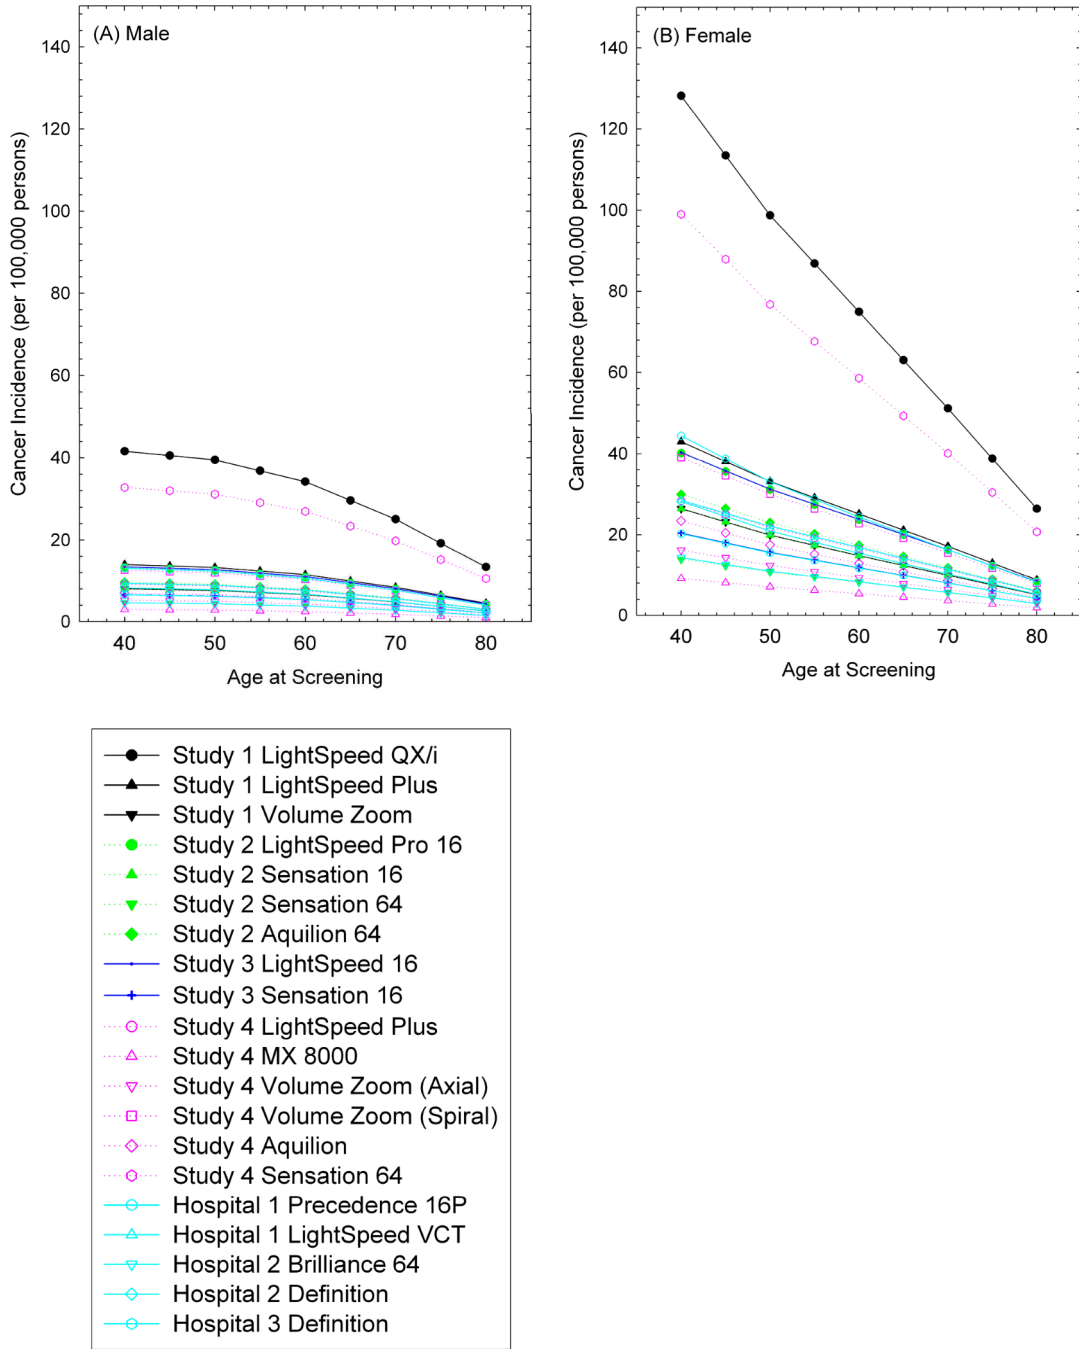 (A) Male
140
120
100
80
60
40
20
0
Cancer Incidence (per 100,000 persons)
40 50 60 70 80
Age at Screening
(B) Female
140
120
100
80
60
40
20
0
Cancer Incidence (per 100,000 persons)
40 50 60 70 80
Age at Screening
Study 1 LightSpeed QX/i
Study 1 LightSpeed Plus
Study 1 Volume Zoom
Study 2 LightSpeed Pro 16
Study 2 Sensation 16
Study 2 Sensation 64
Study 2 Aquilion 64
Study 3 LightSpeed 16
Study 3 Sensation 16
Study 4 LightSpeed Plus
Study 4 MX 8000
Study 4 Volume Zoom (Axial)
Study 4 Volume Zoom (Spiral)
Study 4 Aquilion
Study 4 Sensation 64
Hospital 1 Precedence 16P
Hospital 1 LightSpeed VCT
Hospital 2 Brilliance 64
Hospital 2 Definition
Hospital 3 Definition